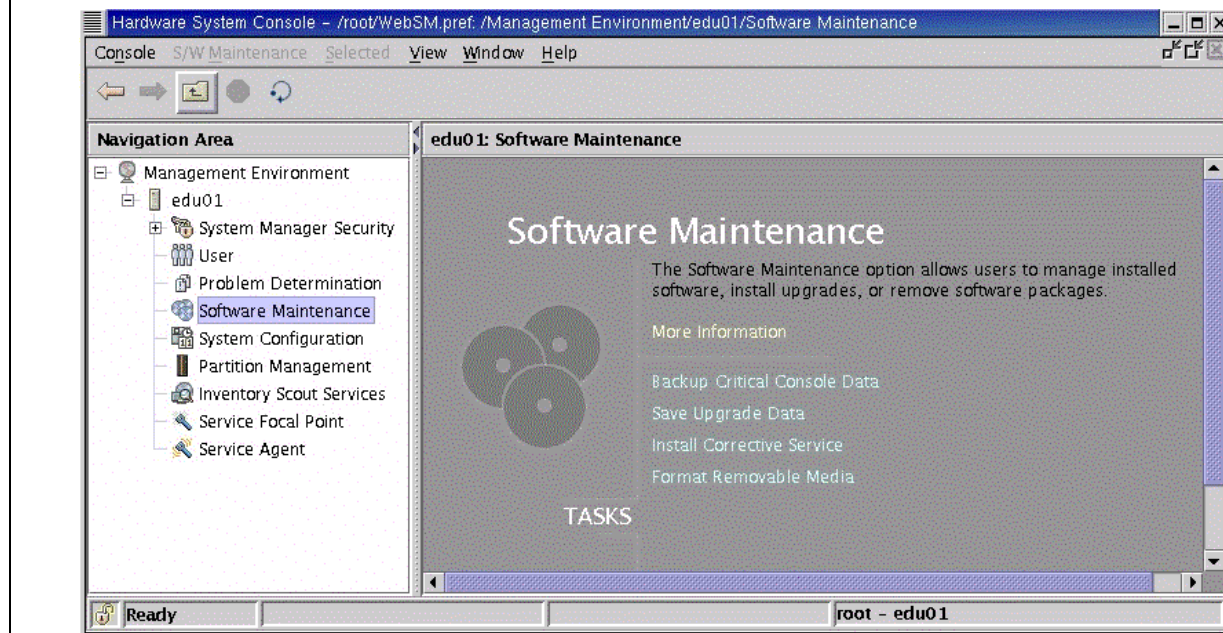 Hardware System Console – /root/WebSM.pref: /Management Environment/edu01/Software Maintenance
Console S/W Maintenance Selected View Window Help
Navigation Area
edu01: Software Maintenance
Management Environment
edu01
System Manager Security
User
Problem Determination
Software Maintenance
System Configuration
Partition Management
Inventory Scout Services
Service Focal Point
Service Agent
Software Maintenance
The Software Maintenance option allows users to manage installed
software, install upgrades, or remove software packages.
More Information
Backup Critical Console Data
Save Upgrade Data
Install Corrective Service
Format Removable Media
TASKS
Ready
root – edu01